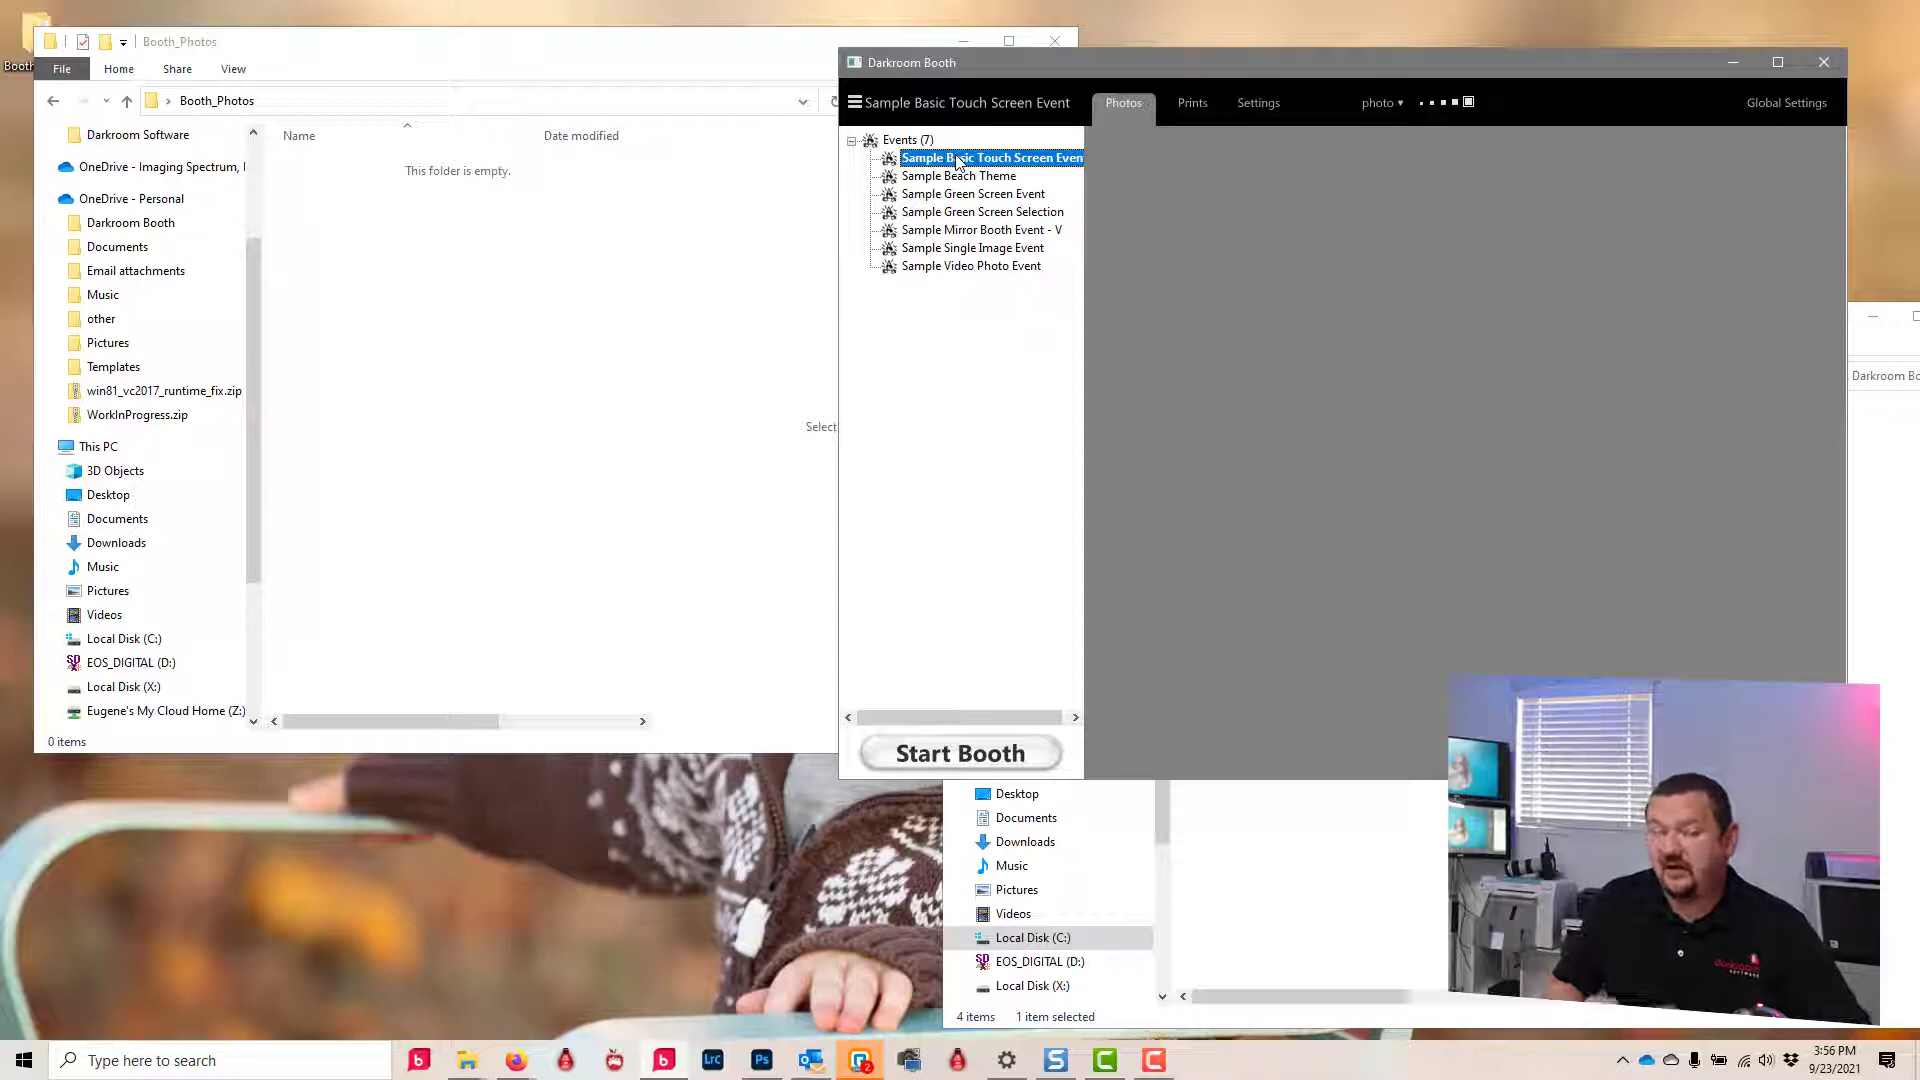 Booth
Booth_Photos
File
Home
Share
View
Booth_Photos
Name
Date modified
This folder is empty.
Select
Darkroom Software
OneDrive - Imaging Spectrum, I
OneDrive - Personal
Darkroom Booth
Documents
Email attachments
Music
other
Pictures
Templates
win81_vc2017_runtime_fix.zip
WorkInProgress.zip
This PC
3D Objects
Desktop
Documents
Downloads
Music
Pictures
Videos
Local Disk (C:)
EOS_DIGITAL (D:)
Local Disk (X:)
Eugene's My Cloud Home (Z:)
0 items
Darkroom Booth
Sample Basic Touch Screen Event
Photos
Prints
Settings
photo ▾
Global Settings
Events (7)
Sample Basic Touch Screen Even
Sample Beach Theme
Sample Green Screen Event
Sample Green Screen Selection
Sample Mirror Booth Event - V
Sample Single Image Event
Sample Video Photo Event
Start Booth
Darkroom Bo
Desktop
Documents
Downloads
Music
Pictures
Videos
Local Disk (C:)
EOS_DIGITAL (D:)
Local Disk (X:)
4 items
1 item selected
darkroom
SOFTWARE
Type here to search
b
b
Lrc
Ps
2
S
C
C
3:56 PM
9/23/2021